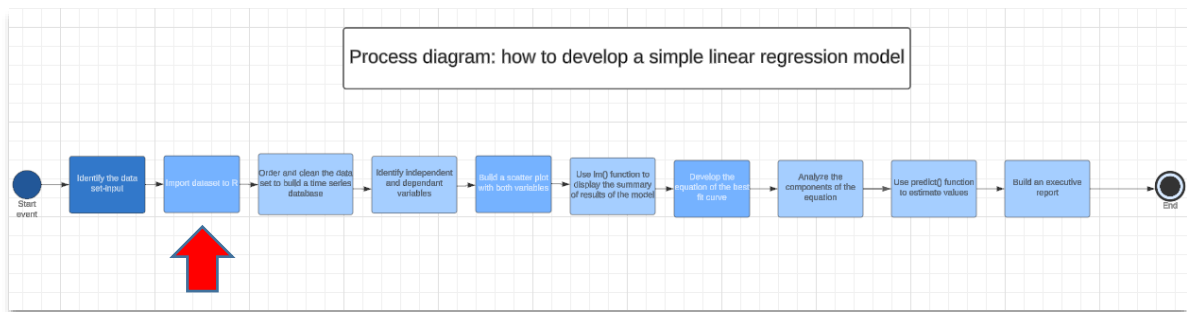 Process diagram: how to develop a simple linear regression model
Identify the data
set-input
Import dataset to R
Order and clean the data
set to build a time series
database
Identify independent
and dependant
variables
Build a scatter plot
with both variables
Use lm() function to
display the summary
of results of the model
Develop the
equation of the best
fit curve
Analyze the
components of the
equation
Use predict() function
to estimate values
Build an executive
report
Start
event
End